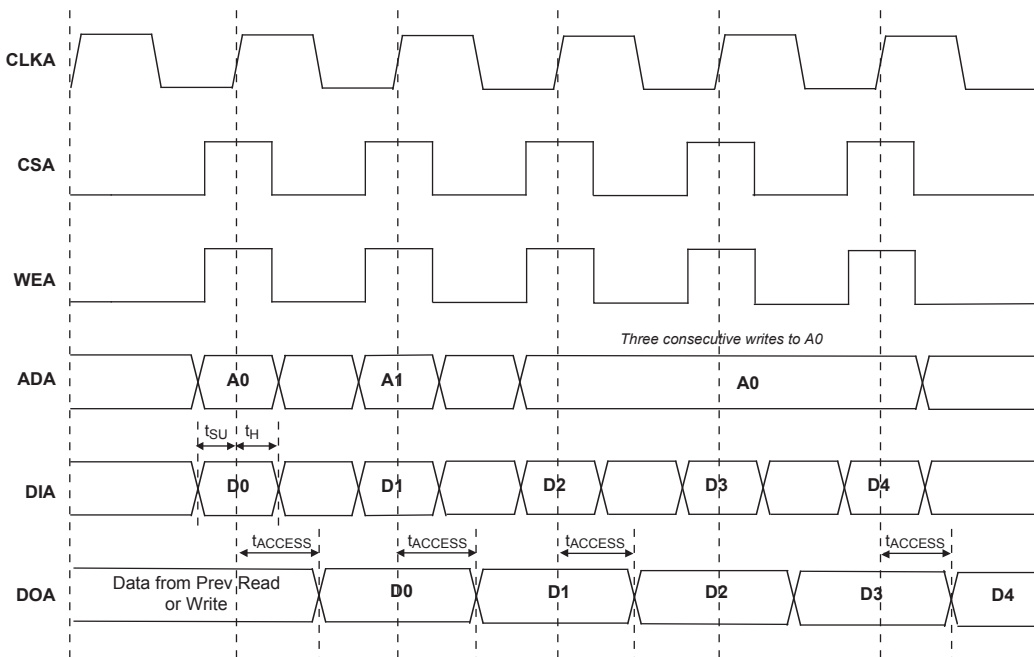 CLKA
CSA
WEA
Three consecutive writes to A0
ADA
A0
A1
A0
tSU
tH
DIA
D0
D1
D2
D3
D4
tACCESS
tACCESS
tACCESS
tACCESS
DOA
Data from Prev Read
or Write
D0
D1
D2
D3
D4